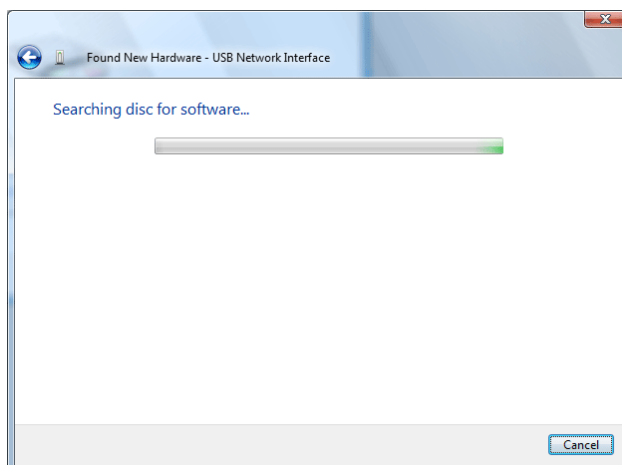 Found New Hardware - USB Network Interface
Searching disc for software...
Cancel